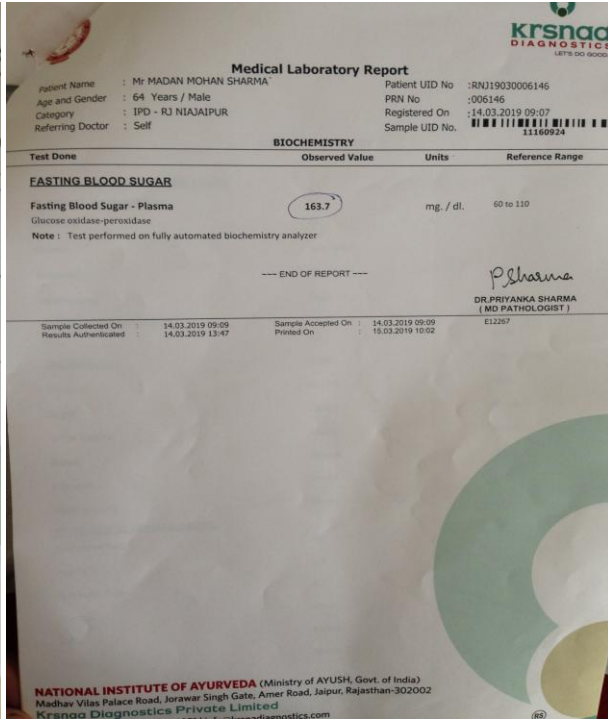 Krsnaa
DIAGNOSTICS
LET'S DO GOOD
Medical Laboratory Report
Patient Name : Mr MADAN MOHAN SHARMA
Patient UID No :RNJ19030006146
Age and Gender : 64 Years / Male
PRN No :006146
Category : IPD - RJ NIAJAIPUR
Registered On :14.03.2019 09:07
Referring Doctor : Self
Sample UID No.
11160924
BIOCHEMISTRY
Test Done Observed Value Units Reference Range
FASTING BLOOD SUGAR
Fasting Blood Sugar - Plasma 163.7 mg. / dl. 60 to 110
Glucose oxidase-peroxidase
Note : Test performed on fully automated biochemistry analyzer
--- END OF REPORT ---
P Sharma
DR.PRIYANKA SHARMA
( MD PATHOLOGIST )
Sample Collected On : 14.03.2019 09:09 Sample Accepted On : 14.03.2019 09:09 E12267
Results Authenticated : 14.03.2019 13:47 Printed On : 15.03.2019 10:02
NATIONAL INSTITUTE OF AYURVEDA (Ministry of AYUSH, Govt. of India)
Madhav Vilas Palace Road, Jorawar Singh Gate, Amer Road, Jaipur, Rajasthan-302002
Krsnaa Diagnostics Private Limited
(RS)